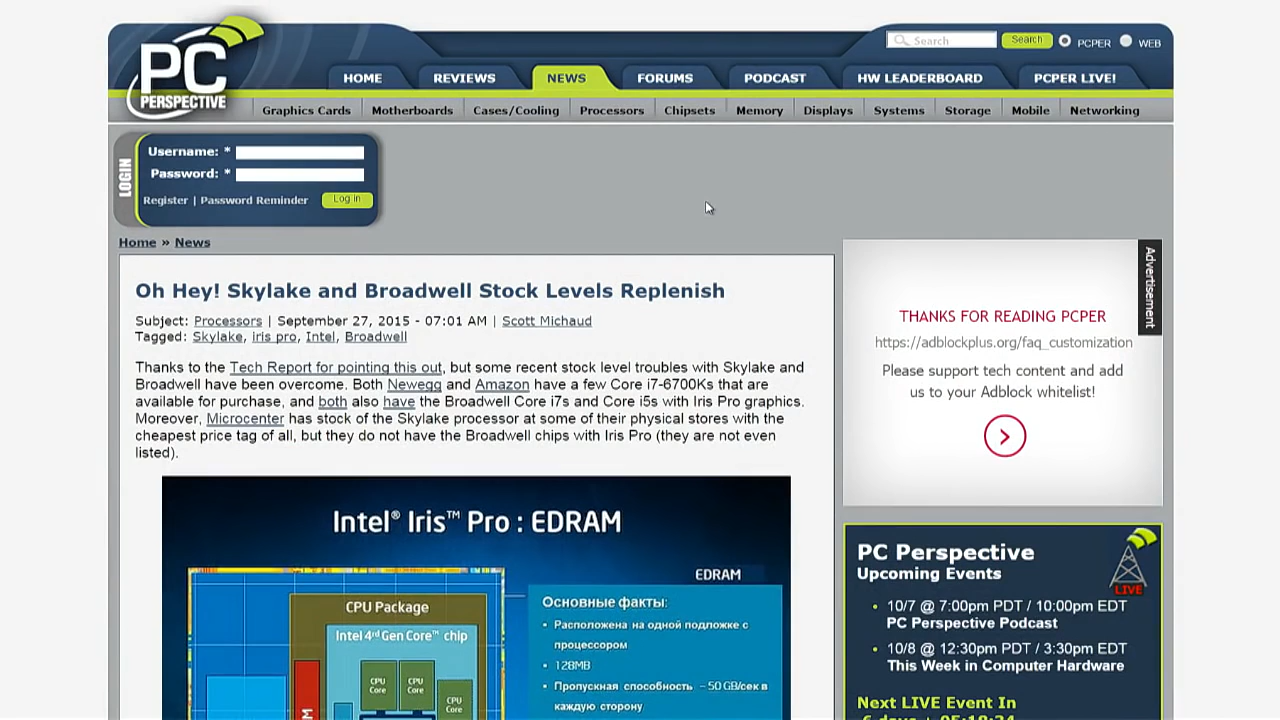 PC
PERSPECTIVE
Search
Search
PCPER
WEB
HOME
REVIEWS
NEWS
FORUMS
PODCAST
HW LEADERBOARD
PCPER LIVE!
Graphics Cards
Motherboards
Cases/Cooling
Processors
Chipsets
Memory
Displays
Systems
Storage
Mobile
Networking
LOGIN
Username: *
Password: *
Register | Password Reminder
Log in
Home » News
Oh Hey! Skylake and Broadwell Stock Levels Replenish
Subject: Processors | September 27, 2015 - 07:01 AM | Scott Michaud
Tagged: Skylake, iris pro, Intel, Broadwell
Thanks to the Tech Report for pointing this out, but some recent stock level troubles with Skylake and
Broadwell have been overcome. Both Newegg and Amazon have a few Core i7-6700Ks that are
available for purchase, and both also have the Broadwell Core i7s and Core i5s with Iris Pro graphics.
Moreover, Microcenter has stock of the Skylake processor at some of their physical stores with the
cheapest price tag of all, but they do not have the Broadwell chips with Iris Pro (they are not even
listed).
Intel® Iris™ Pro : EDRAM
EDRAM
CPU Package
Intel 4rd Gen Core™ chip
CPU
Core
CPU
Core
CPU
Core
Основные факты:
• Расположена на одной подложке с
процессором
• 128MB
• Пропускная способность – 50 GB/сек в
каждую сторону
Advertisement
THANKS FOR READING PCPER
https://adblockplus.org/faq_customization
Please support tech content and add
us to your Adblock whitelist!
PC Perspective
Upcoming Events
LIVE
• 10/7 @ 7:00pm PDT / 10:00pm EDT
PC Perspective Podcast
• 10/8 @ 12:30pm PDT / 3:30pm EDT
This Week in Computer Hardware
Next LIVE Event In